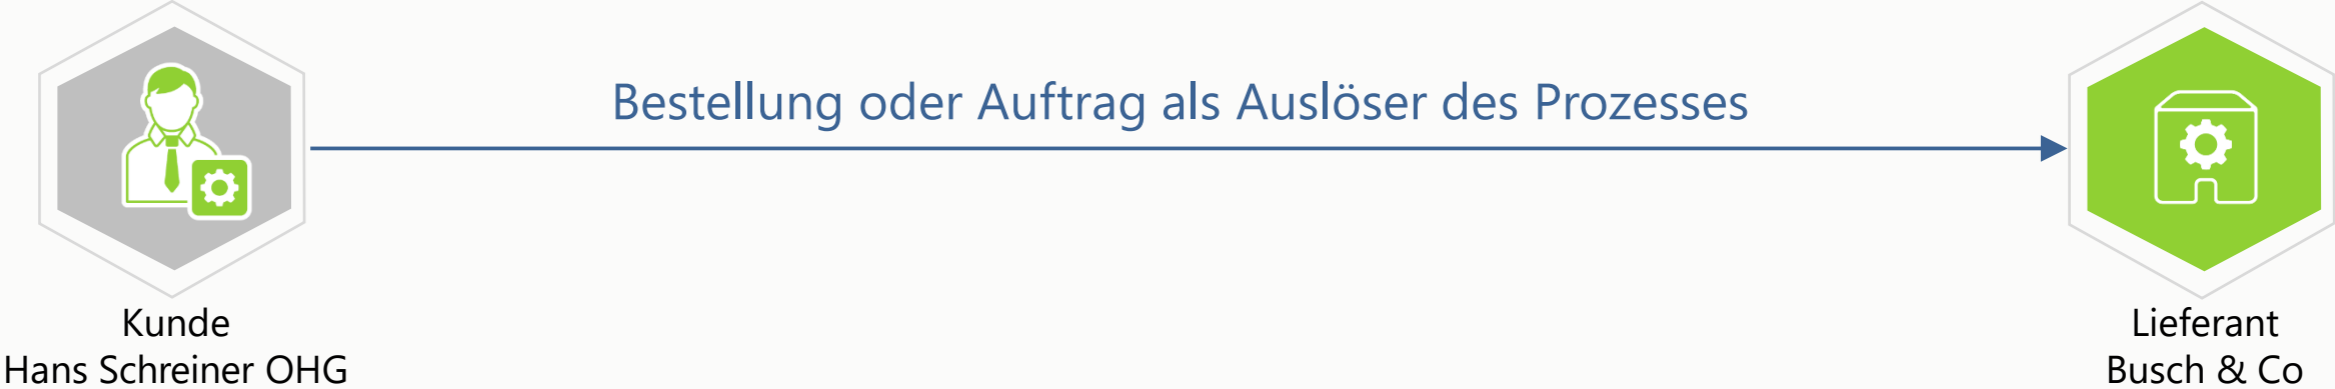 Bestellung oder Auftrag als Auslöser des Prozesses
Kunde
Hans Schreiner OHG
Lieferant
Busch & Co